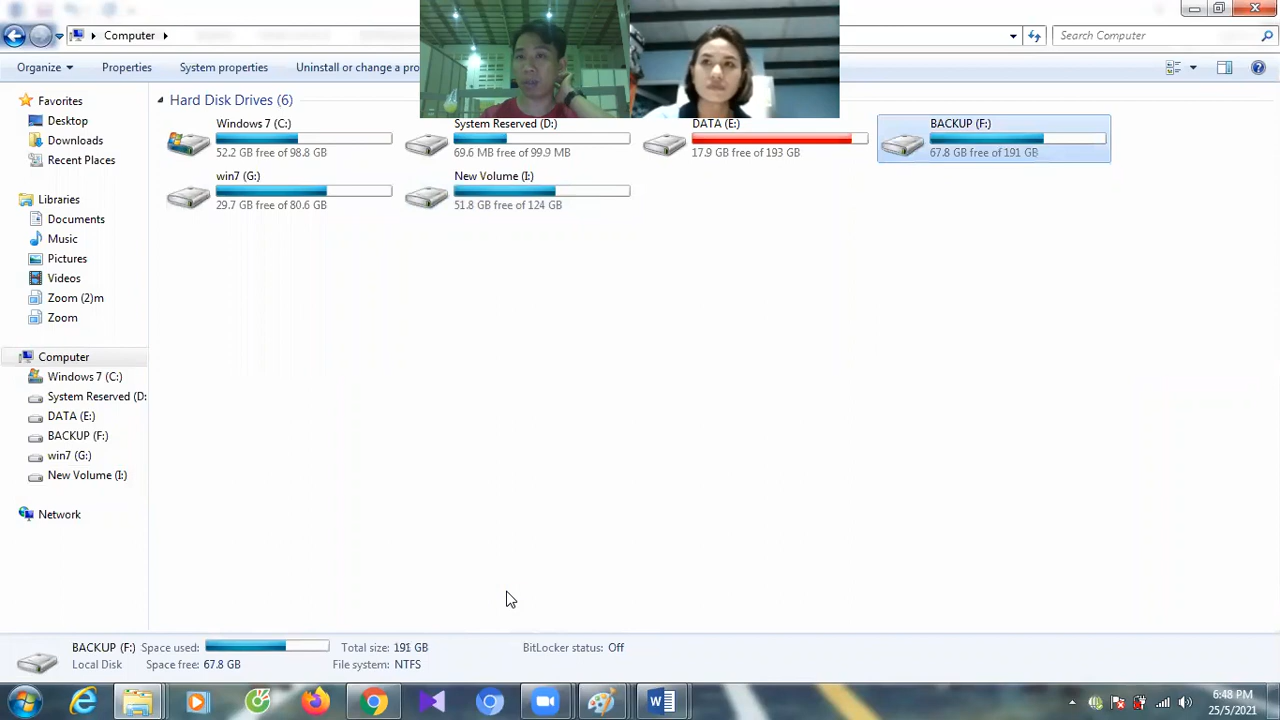 Computer
Search Computer
Organize Properties System properties Uninstall or change a pro
Favorites
Desktop
Downloads
Recent Places
Libraries
Documents
Music
Pictures
Videos
Zoom (2)m
Zoom
Computer
Windows 7 (C:)
System Reserved (D:
DATA (E:)
BACKUP (F:)
win7 (G:)
New Volume (I:)
Network
Hard Disk Drives (6)
Windows 7 (C:)
52.2 GB free of 98.8 GB
System Reserved (D:)
69.6 MB free of 99.9 MB
DATA (E:)
17.9 GB free of 193 GB
BACKUP (F:)
67.8 GB free of 191 GB
win7 (G:)
29.7 GB free of 80.6 GB
New Volume (I:)
51.8 GB free of 124 GB
BACKUP (F:) Space used: Total size: 191 GB BitLocker status: Off
Local Disk Space free: 67.8 GB File system: NTFS
6:48 PM
25/5/2021